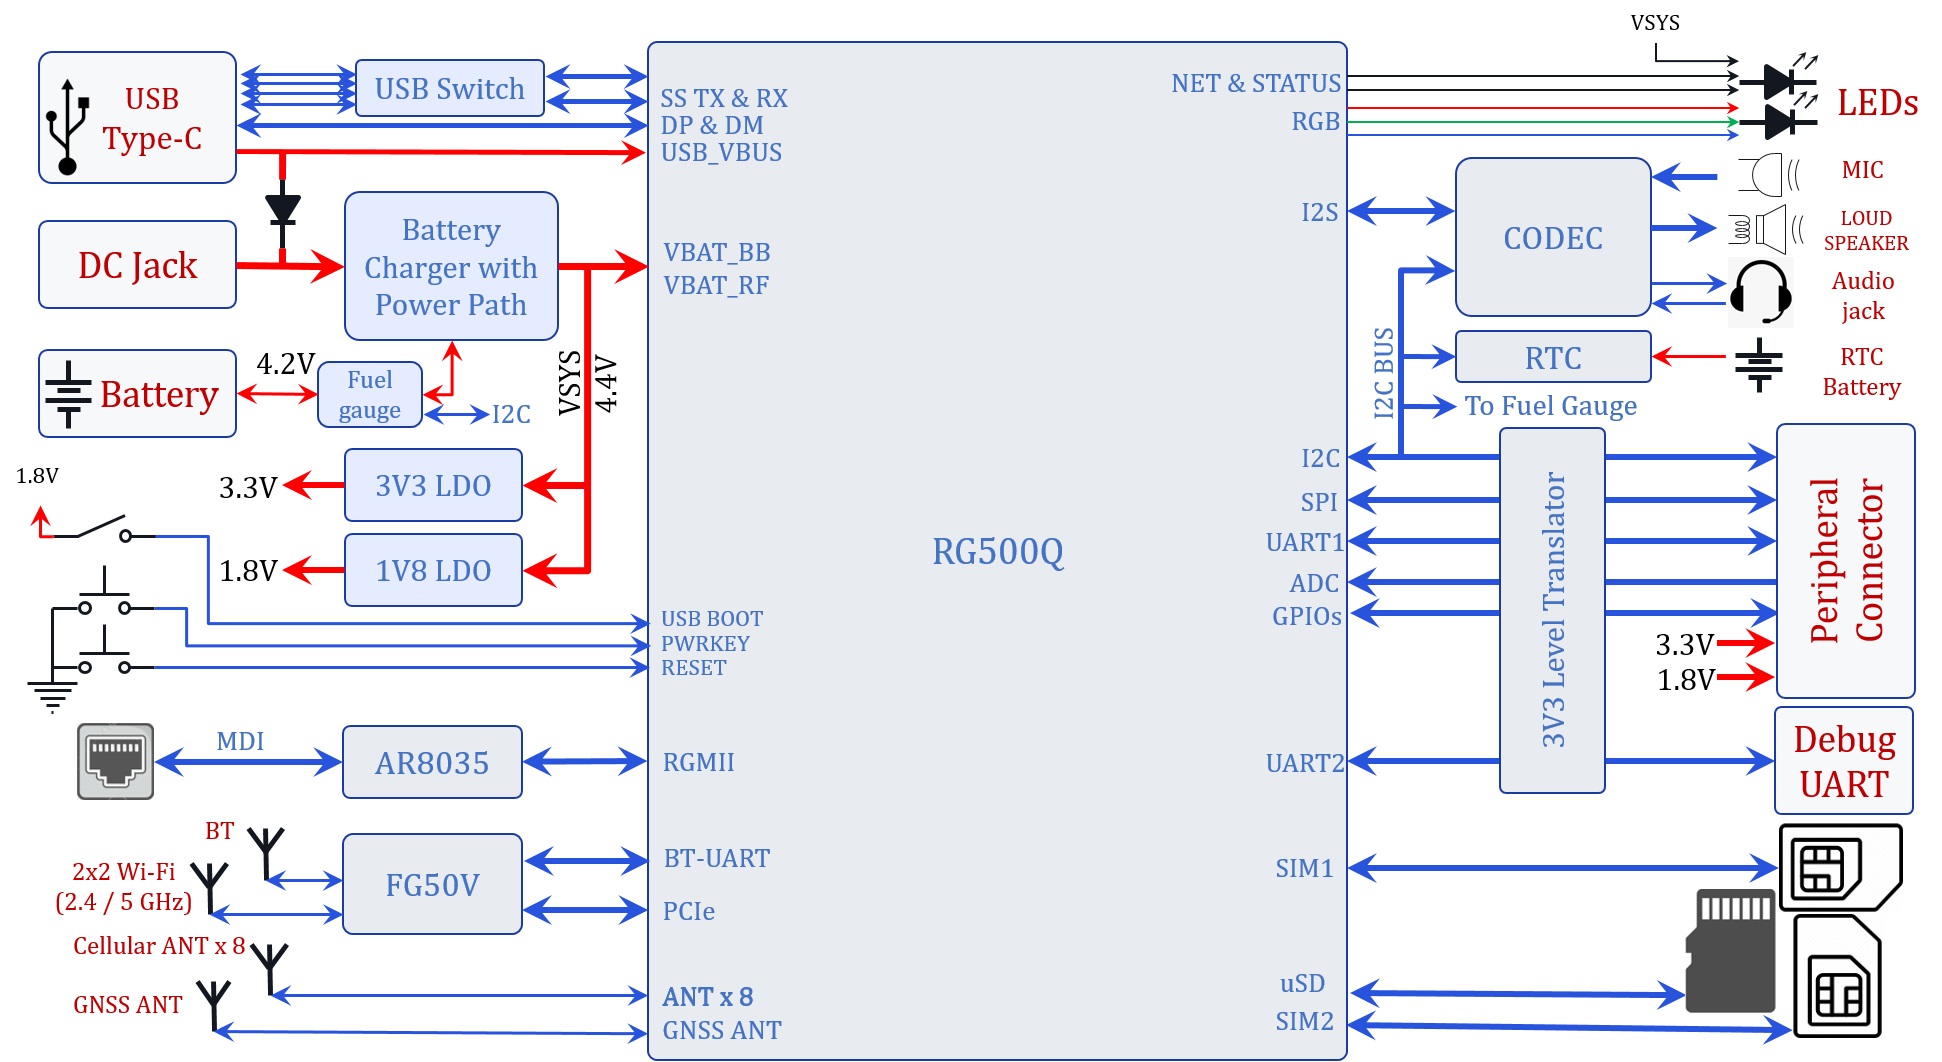 VSYS
USB
Type-C
USB Switch
SS TX & RX
DP & DM
USB_VBUS
NET & STATUS
RGB
LEDs
DC Jack
Battery
Charger with
Power Path
VBAT_BB
VBAT_RF
I2S
CODEC
MIC
LOUD
SPEAKER
Audio
jack
Battery
4.2V
Fuel
gauge
I2C
VSYS
4.4V
I2C BUS
RTC
RTC
Battery
To Fuel Gauge
1.8V
3.3V
3V3 LDO
1.8V
1V8 LDO
RG500Q
I2C
SPI
UART1
ADC
GPIOs
3V3 Level Translator
Peripheral
Connector
3.3V
1.8V
USB BOOT
PWRKEY
RESET
MDI
AR8035
RGMII
UART2
Debug
UART
BT
2x2 Wi-Fi
(2.4 / 5 GHz)
FG50V
BT-UART
PCIe
SIM1
Cellular ANT x 8
GNSS ANT
ANT x 8
GNSS ANT
uSD
SIM2